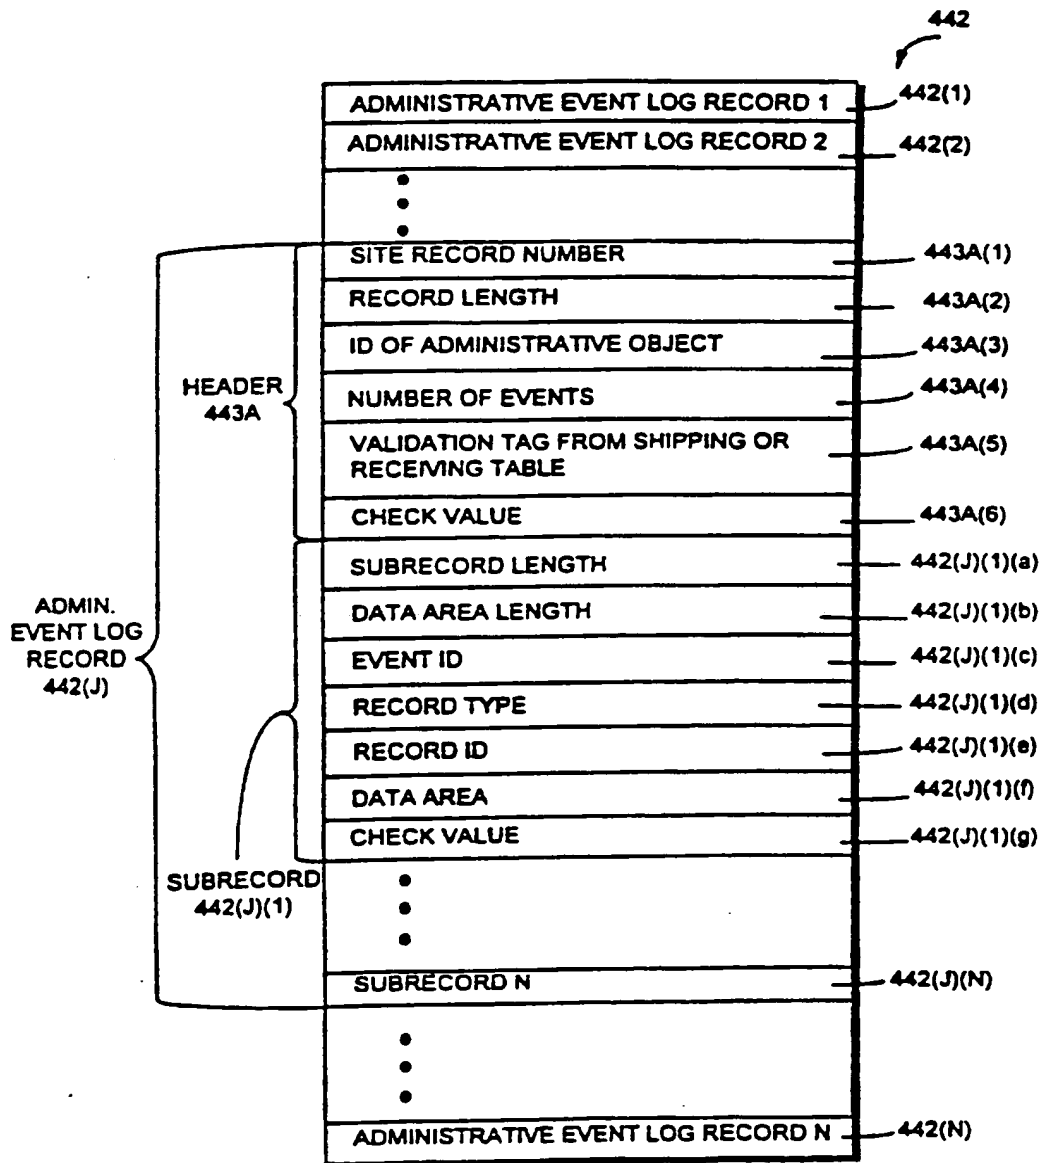 442
ADMINISTRATIVE EVENT LOG RECORD 1 442(1)
ADMINISTRATIVE EVENT LOG RECORD 2 442(2)
SITE RECORD NUMBER 443A(1)
RECORD LENGTH 443A(2)
ID OF ADMINISTRATIVE OBJECT 443A(3)
HEADER
443A
NUMBER OF EVENTS 443A(4)
VALIDATION TAG FROM SHIPPING OR
RECEIVING TABLE
443A(5)
CHECK VALUE 443A(6)
SUBRECORD LENGTH 442(J)(1)(a)
DATA AREA LENGTH 442(J)(1)(b)
ADMIN.
EVENT LOG
RECORD
442(J)
EVENT ID 442(J)(1)(c)
RECORD TYPE 442(J)(1)(d)
RECORD ID 442(J)(1)(e)
DATA AREA 442(J)(1)(f)
CHECK VALUE 442(J)(1)(g)
SUBRECORD
442(J)(1)
SUBRECORD N 442(J)(N)
ADMINISTRATIVE EVENT LOG RECORD N 442(N)